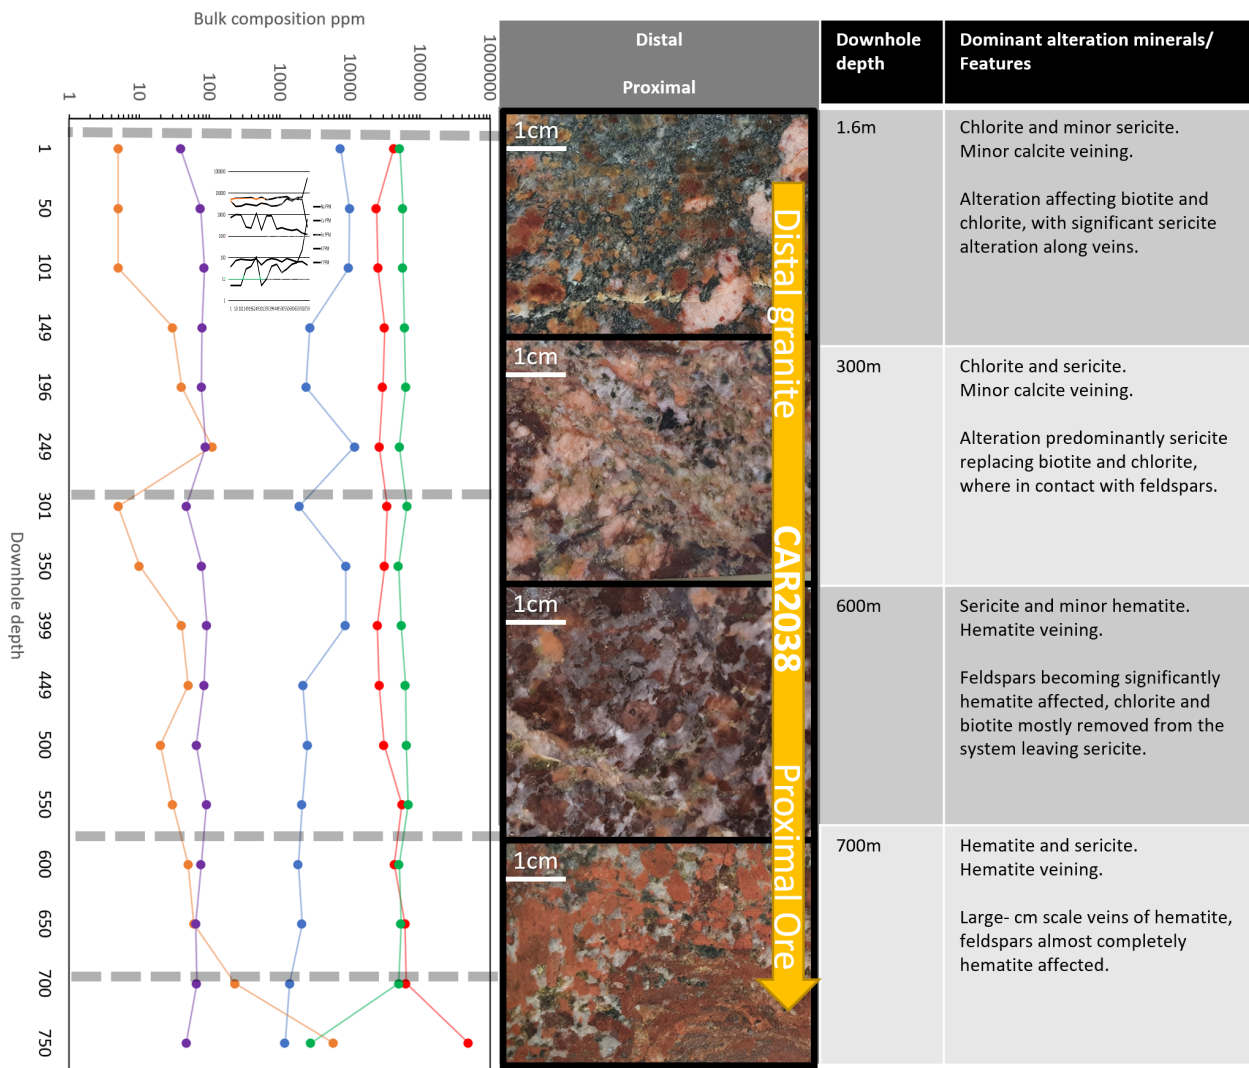 Bulk composition ppm
1
10
100
1000
10000
100000
1000000
Downhole depth
1
50
101
149
196
249
301
350
399
449
500
550
600
650
700
750
Distal
Proximal
1cm
1cm
1cm
1cm
Distal granite
CAR2038
Proximal Ore
Downhole depth
Dominant alteration minerals/
Features
1.6m
Chlorite and minor sericite.
Minor calcite veining.
Alteration affecting biotite and
chlorite, with significant sericite
alteration along veins.
300m
Chlorite and sericite.
Minor calcite veining.
Alteration predominantly sericite
replacing biotite and chlorite,
where in contact with feldspars.
600m
Sericite and minor hematite.
Hematite veining.
Feldspars becoming significantly
hematite affected, chlorite and
biotite mostly removed from the
system leaving sericite.
700m
Hematite and sericite.
Hematite veining.
Large- cm scale veins of hematite,
feldspars almost completely
hematite affected.